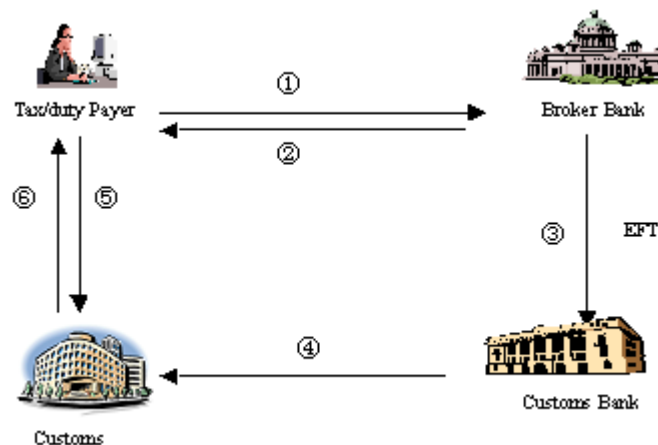 ①
Tax/duty Payer
Broker Bank
②
⑥
⑤
③
EFT
④
Customs Bank
Customs